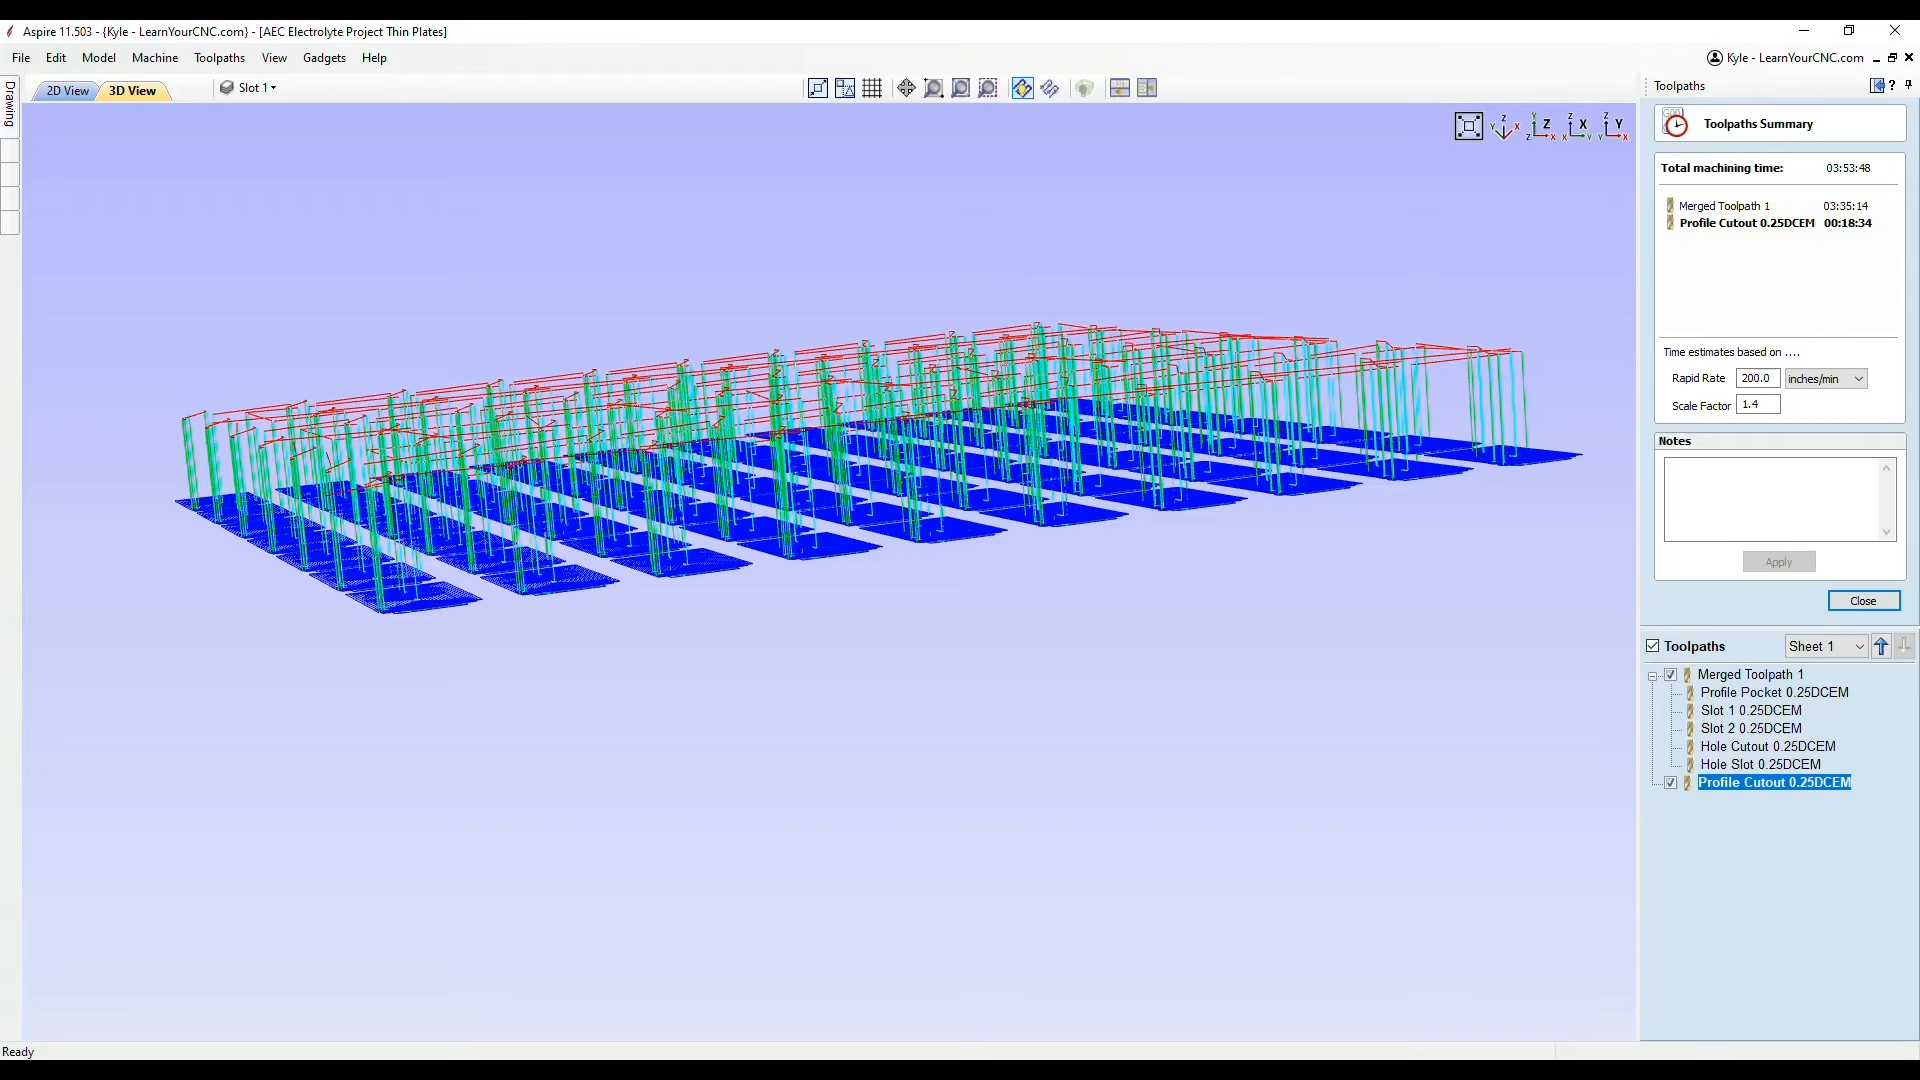 Aspire 11.503 - {Kyle - LearnYourCNC.com} - [AEC Electrolyte Project Thin Plates]
File Edit Model Machine Toolpaths View Gadgets Help
Kyle - LearnYourCNC.com
Drawing
2D View
3D View
Slot 1
Toolpaths
Z X Y
Z X Z Y
Z X X Y
Z Y X Y
Toolpaths Summary
Total machining time: 03:53:48
Merged Toolpath 1 03:35:14
Profile Cutout 0.25DCEM 00:18:34
Time estimates based on ....
Rapid Rate 200.0 inches/min
Scale Factor 1.4
Notes
Apply
Close
Toolpaths Sheet 1
Merged Toolpath 1
Profile Pocket 0.25DCEM
Slot 1 0.25DCEM
Slot 2 0.25DCEM
Hole Cutout 0.25DCEM
Hole Slot 0.25DCEM
Profile Cutout 0.25DCEM
Ready